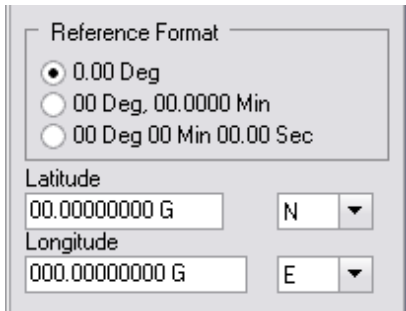 Reference Format
0.00 Deg
00 Deg, 00.0000 Min
00 Deg 00 Min 00.00 Sec
Latitude
00.00000000 G N
Longitude
000.00000000 G E